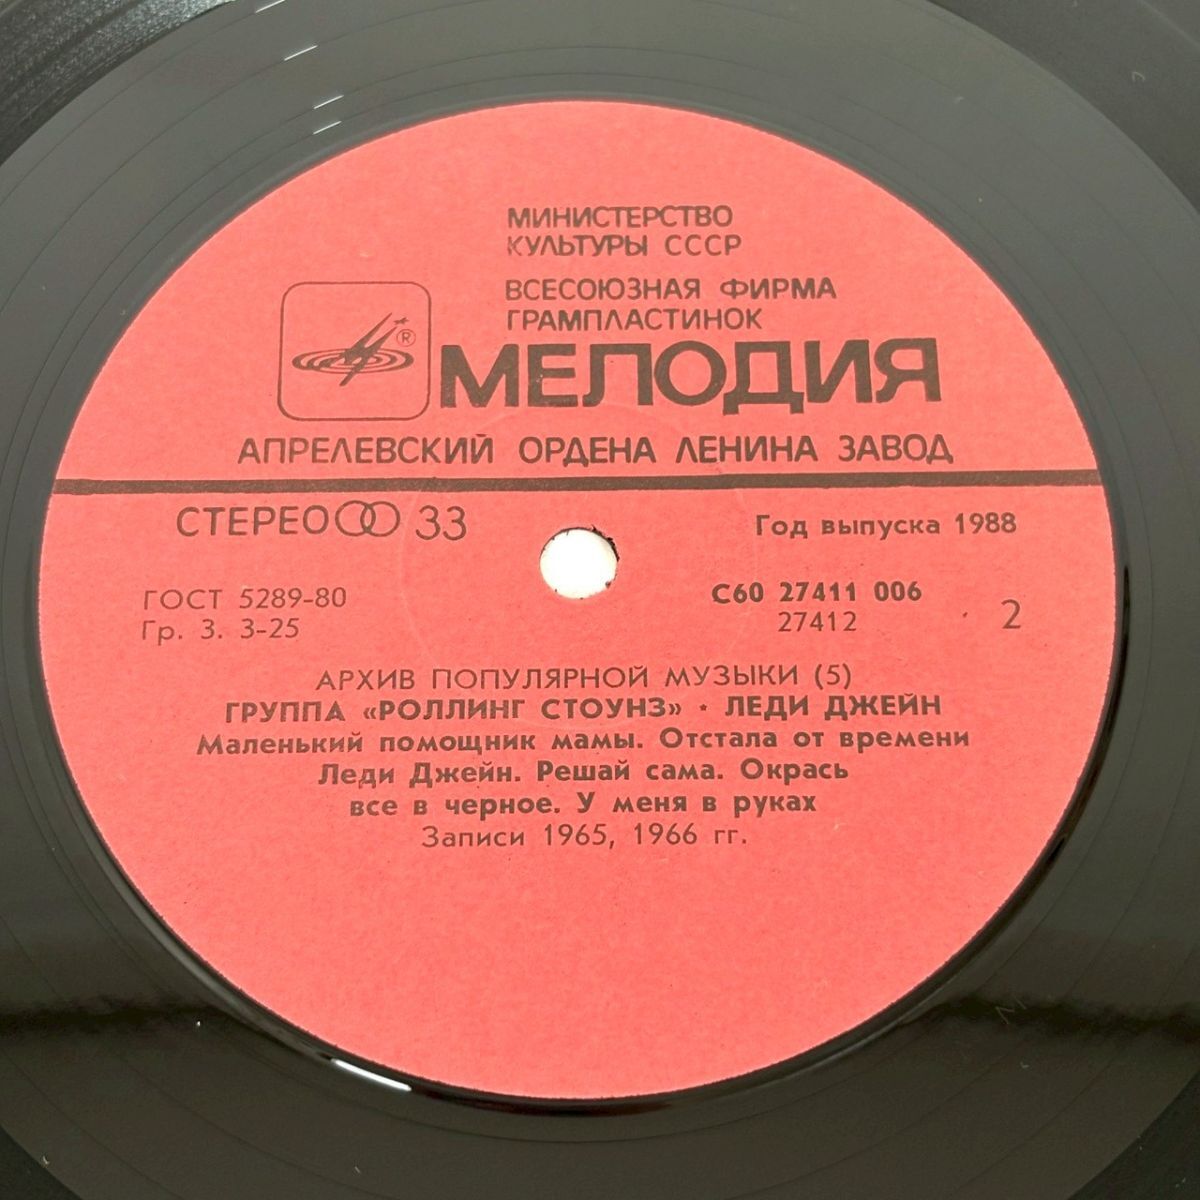 МИНИСТЕРСТВО
КУЛЬТУРЫ СССР
ВСЕСОЮЗНАЯ ФИРМА
ГРАМПЛАСТИНОК
®
МЕЛОДИЯ
АПРЕЛЕВСКИЙ ОРДЕНА ЛЕНИНА ЗАВОД
СТЕРЕО 33
Год выпуска 1988
ГОСТ 5289-80
Гр. 3. 3-25
С60 27411 006
27412
2
АРХИВ ПОПУЛЯРНОЙ МУЗЫКИ (5)
ГРУППА «РОЛЛИНГ СТОУНЗ» · ЛЕДИ ДЖЕЙН
Маленький помощник мамы. Отстала от времени
Леди Джейн. Решай сама. Окрась
все в черное. У меня в руках
Записи 1965, 1966 гг.